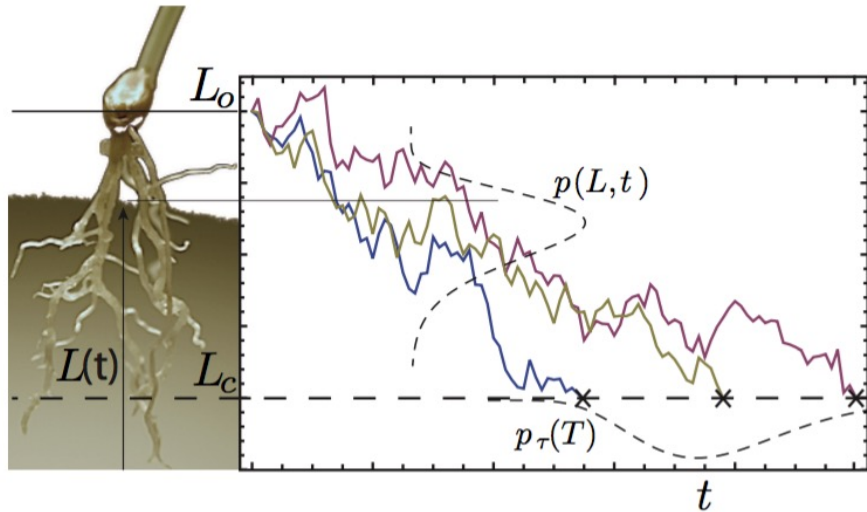 L_o
p(L,t)
L(t)
L_c
p_τ(T)
t